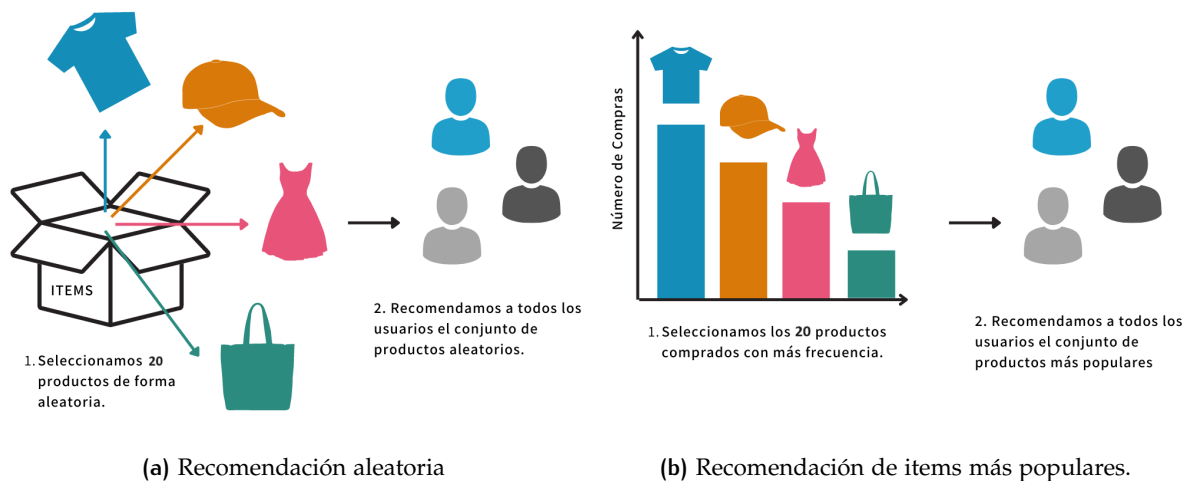 ITEMS
1. Seleccionamos 20
productos de forma
aleatoria.
2. Recomendamos a todos los
usuarios el conjunto de
productos aleatorios.
(a) Recomendación aleatoria
Número de Compras
1. Seleccionamos los 20 productos
comprados con más frecuencia.
2. Recomendamos a todos los
usuarios el conjunto de
productos más populares
(b) Recomendación de items más populares.